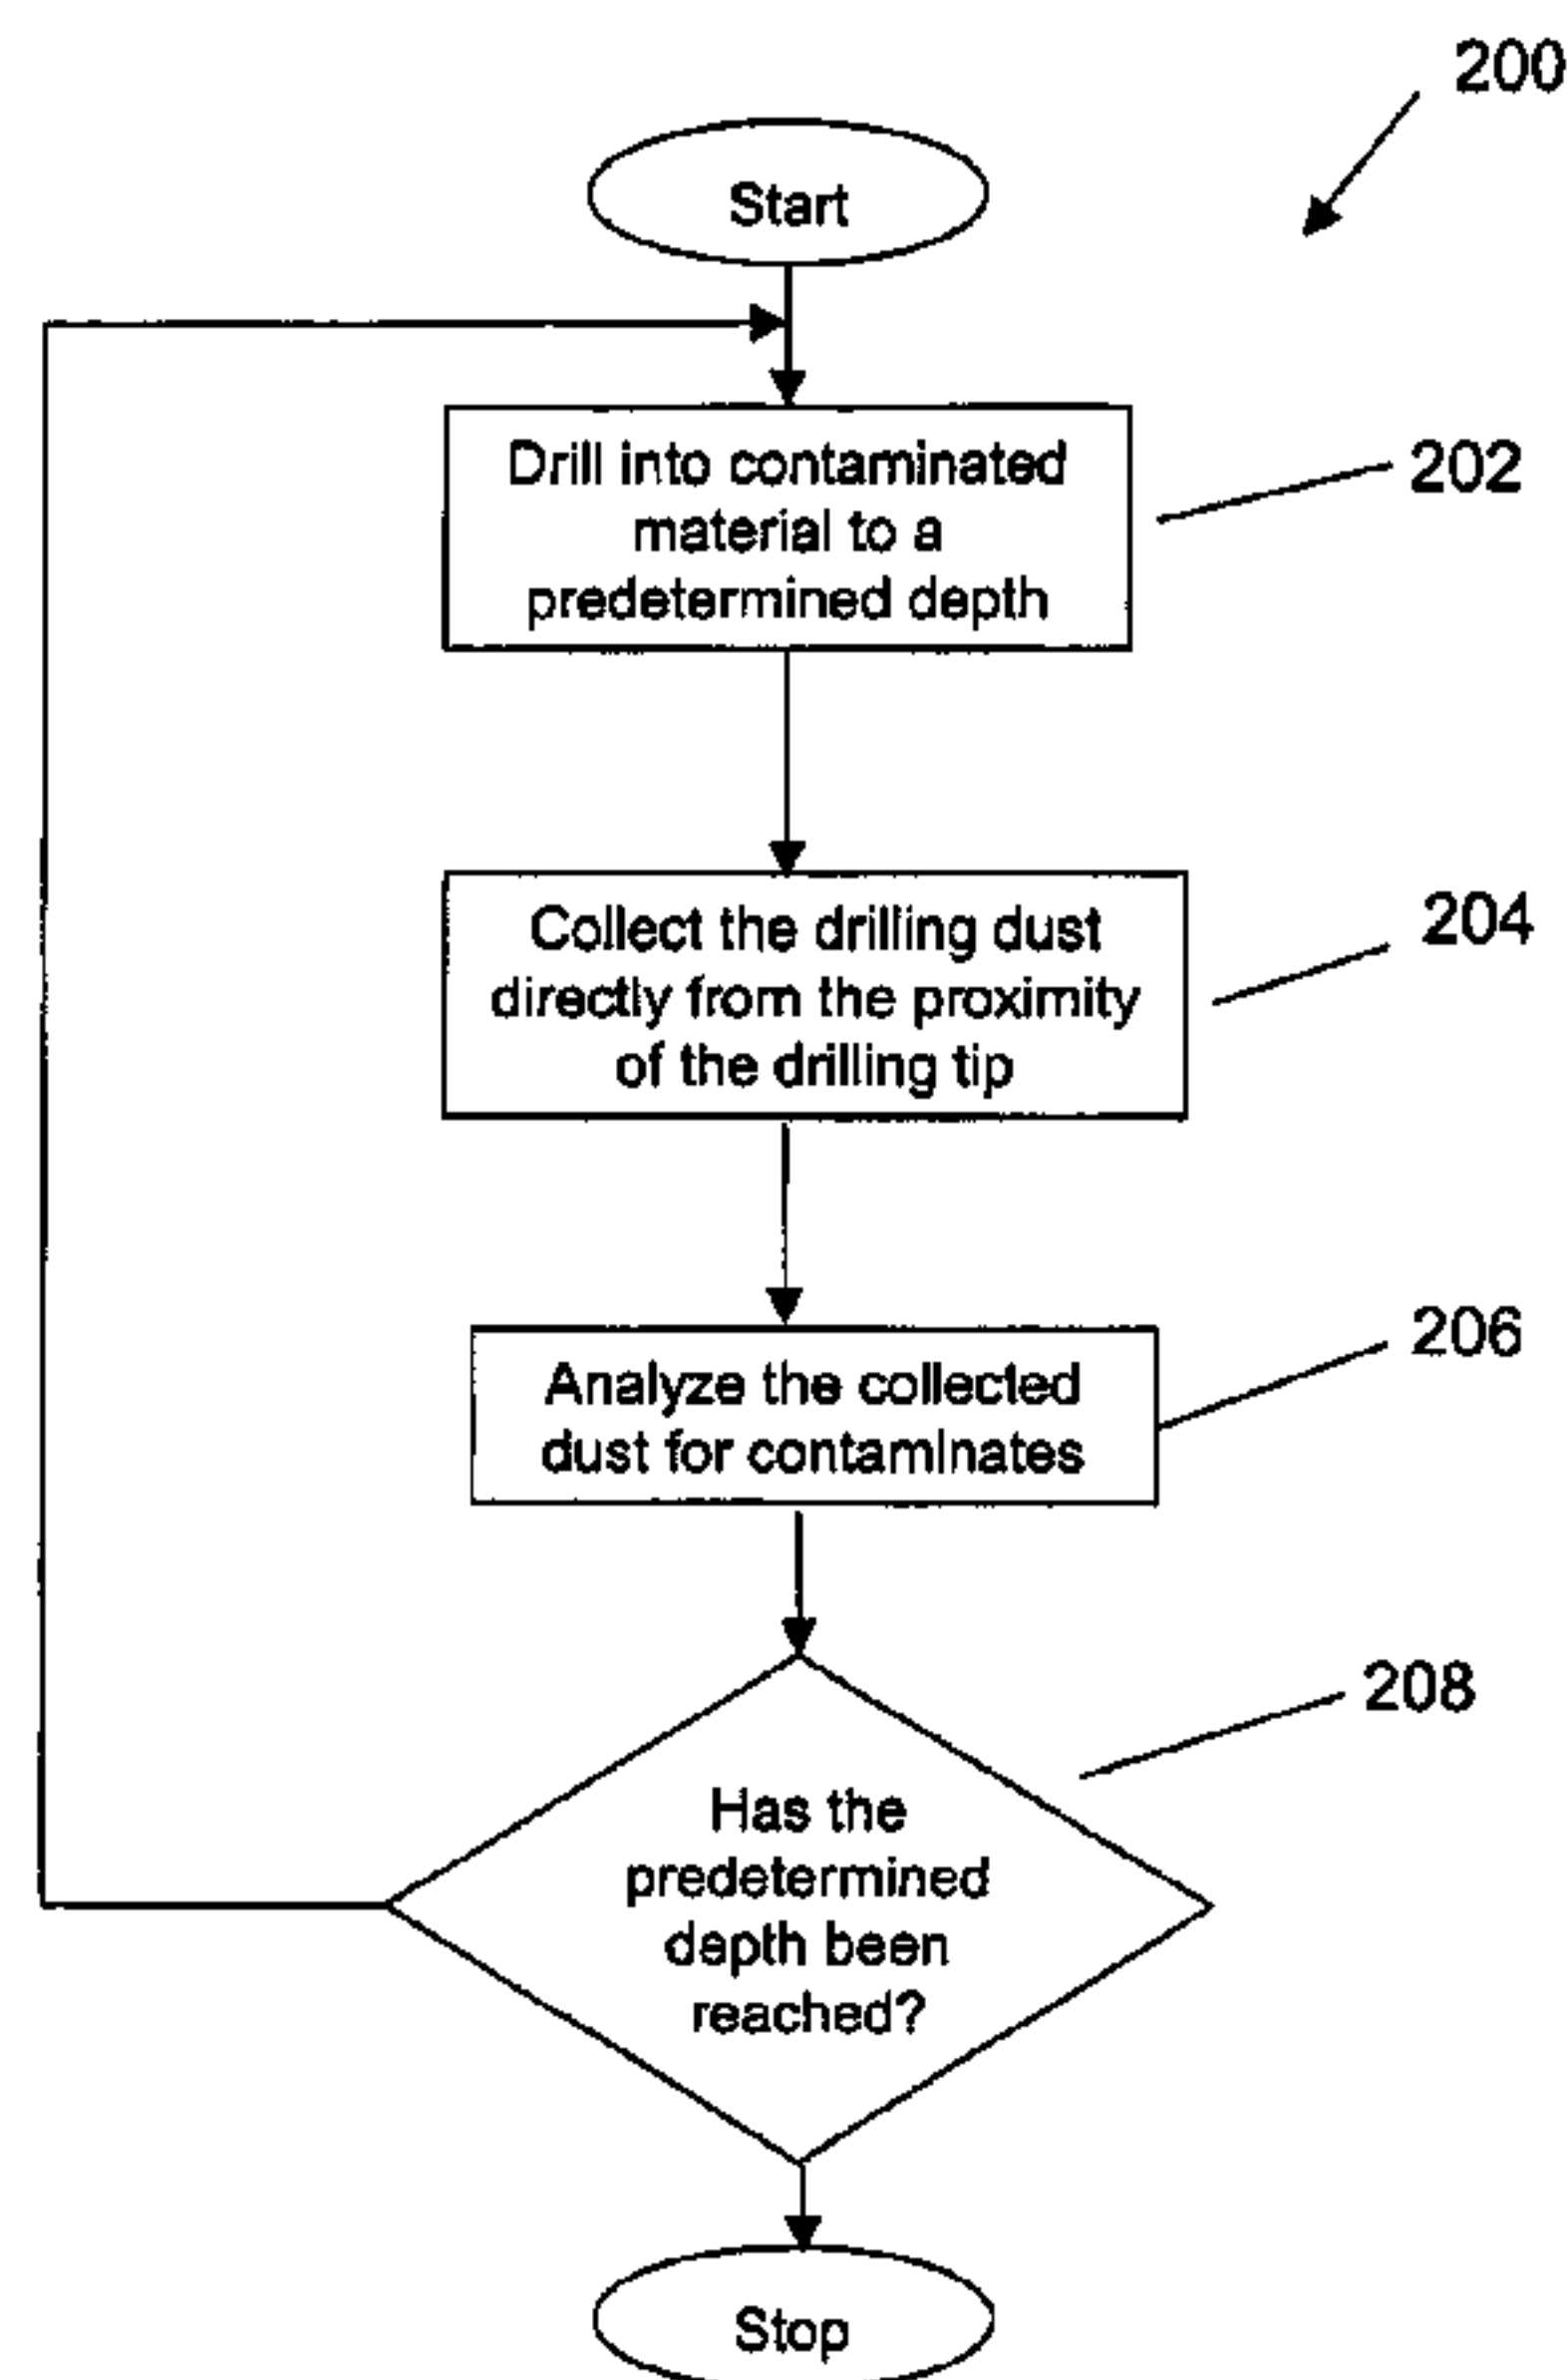 200
Start
Drill into contaminated
material to a
predetermined depth
202
Collect the drilling dust
directly from the proximity
of the drilling tip
204
Analyze the collected
dust for contaminates
206
208
Has the
predetermined
depth been
reached?
Stop